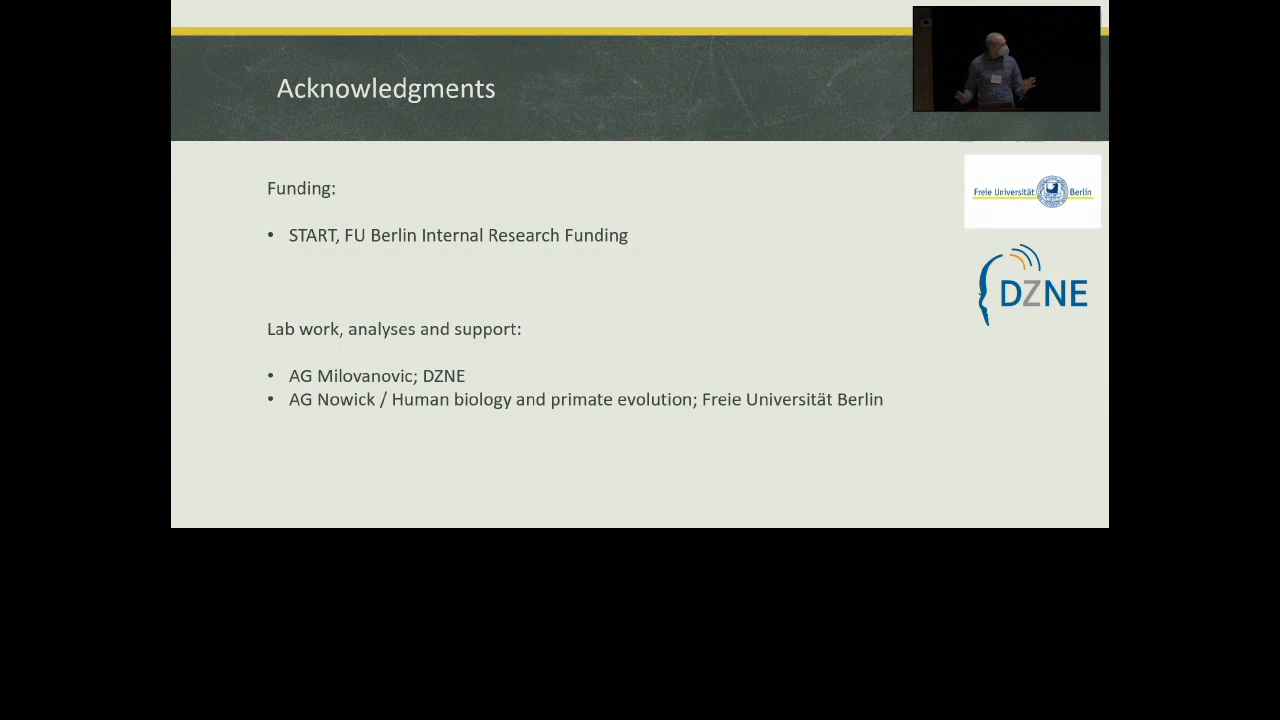 Acknowledgments
Funding:
• START, FU Berlin Internal Research Funding
Lab work, analyses and support:
• AG Milovanovic; DZNE
• AG Nowick / Human biology and primate evolution; Freie Universität Berlin
Freie Universität Berlin
DZNE